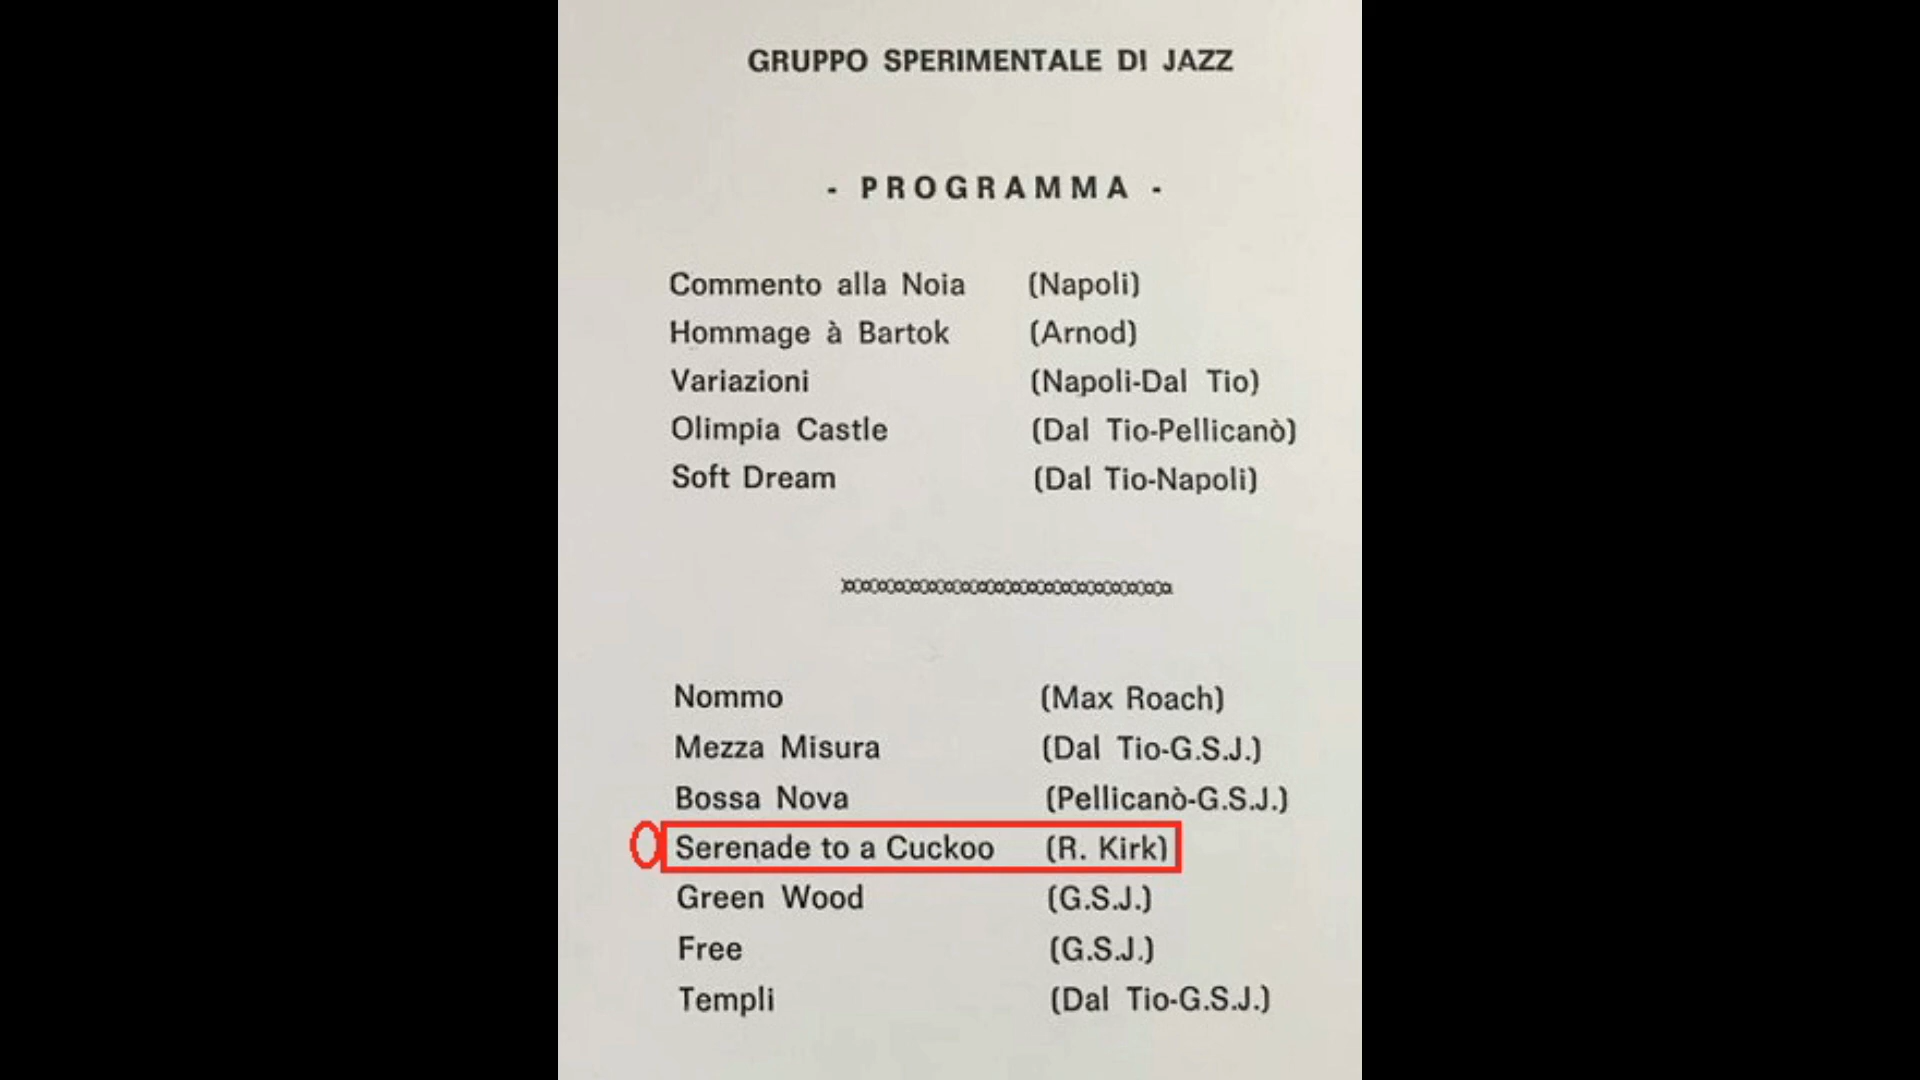 GRUPPO SPERIMENTALE DI JAZZ
- PROGRAMMA -
Commento alla Noia (Napoli)
Hommage à Bartok (Arnod)
Variazioni (Napoli-Dal Tio)
Olimpia Castle (Dal Tio-Pellicanò)
Soft Dream (Dal Tio-Napoli)
Nommo (Max Roach)
Mezza Misura (Dal Tio-G.S.J.)
Bossa Nova (Pellicanò-G.S.J.)
Serenade to a Cuckoo (R. Kirk)
Green Wood (G.S.J.)
Free (G.S.J.)
Templi (Dal Tio-G.S.J.)